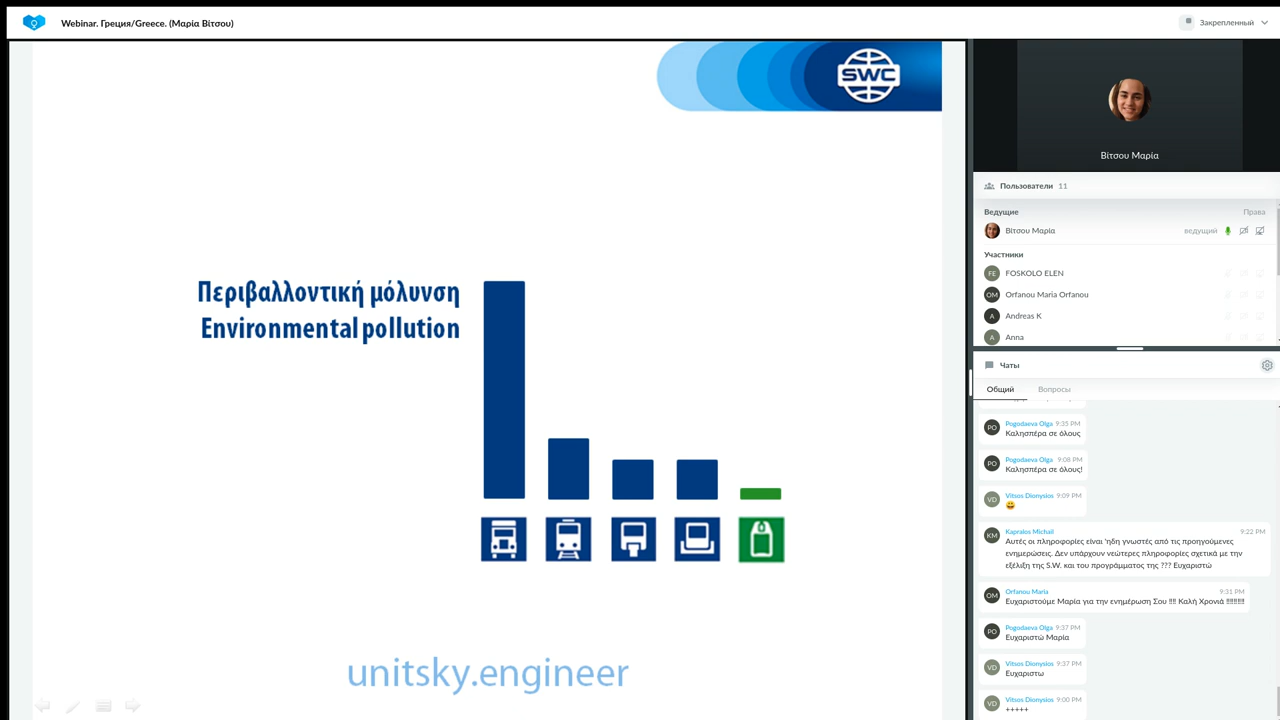 Webinar. Греция/Greece. (Μαρία Βίτσου)
Закрепленный
SWC
Περιβαλλοντική μόλυνση
Environmental pollution
unitsky.engineer
Βίτσου Μαρία
Пользователи 11
Ведущие Права
Βίτσου Μαρία ведущий
Участники
FE FOSKOLO ELEN
OM Orfanou Maria Orfanou
A Andreas K
A Anna
Чаты
Общий Вопросы
PO Pogodaeva Olga 9:35 PM
Καλησπέρα σε όλους
PO Pogodaeva Olga 9:08 PM
Καλησπέρα σε όλους!
VD Vitsos Dionysios 9:09 PM
😄
KM Kapralos Michail 9:22 PM
Αυτές οι πληροφορίες είναι 'ηδη γνωστές από τις προηγούμενες
ενημερώσεις. Δεν υπάρχουν νεώτερες πληροφορίες σχετικά με την
εξέλιξη της S.W. και του προγράμματος της ??? Ευχαριστώ
OM Orfanou Maria 9:31 PM
Ευχαριστούμε Μαρία για την ενημέρωση Σου !!!! Καλή Χρονιά !!!!!!!!!
PO Pogodaeva Olga 9:37 PM
Ευχαριστώ Μαρία
VD Vitsos Dionysios 9:37 PM
Ευχαριστω
VD Vitsos Dionysios 9:00 PM
+++++